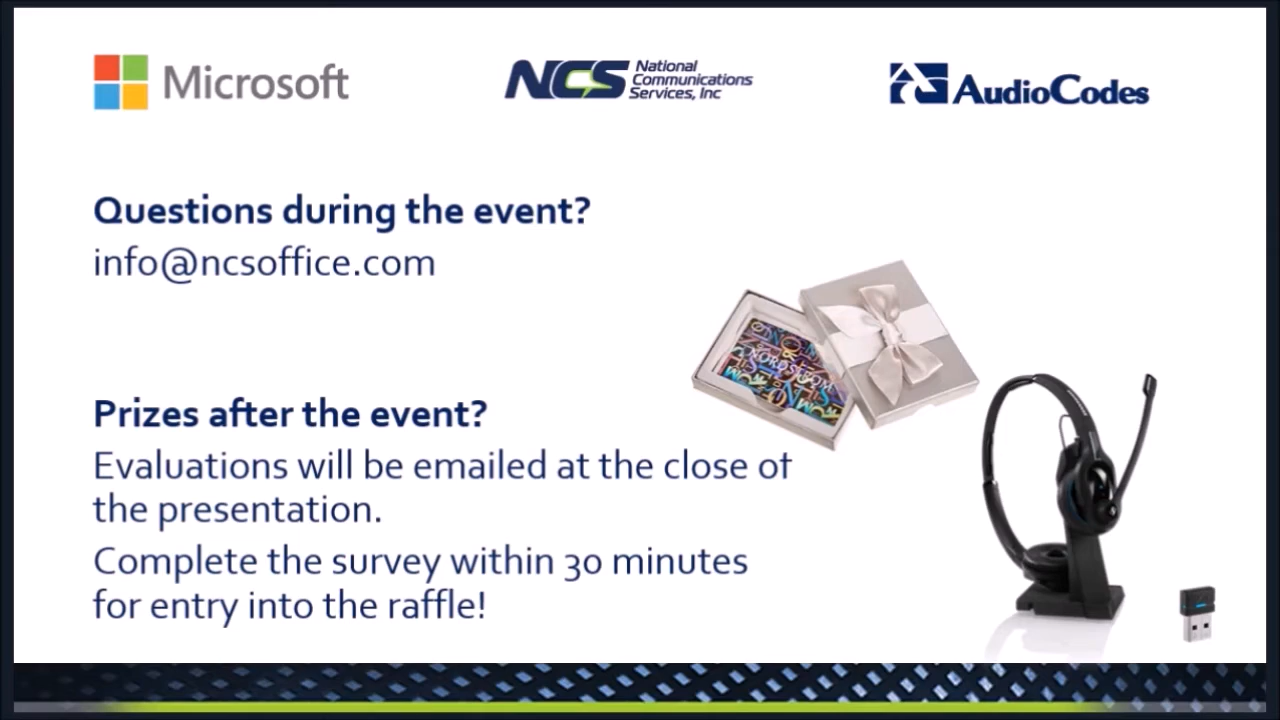 Microsoft
NCS National Communications Services, Inc
AudioCodes
Questions during the event?
info@ncsoffice.com
NORDSTROM
Prizes after the event?
Evaluations will be emailed at the close of
the presentation.
Complete the survey within 30 minutes
for entry into the raffle!